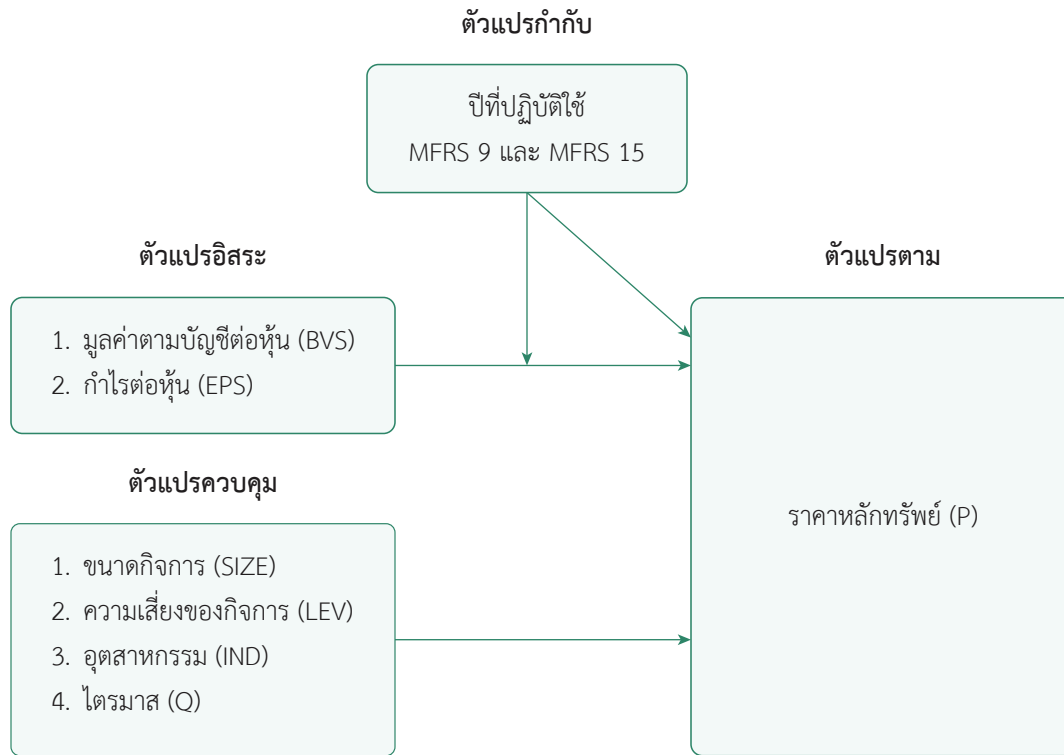 ตัวแปรกำกับ
ปีที่ปฏิบัติใช้
MFRS 9 และ MFRS 15
ตัวแปรอิสระ
1. มูลค่าตามบัญชีต่อหุ้น (BVS)
2. กำไรต่อหุ้น (EPS)
ตัวแปรตาม
ราคาหลักทรัพย์ (P)
ตัวแปรควบคุม
1. ขนาดกิจการ (SIZE)
2. ความเสี่ยงของกิจการ (LEV)
3. อุตสาหกรรม (IND)
4. ไตรมาส (Q)